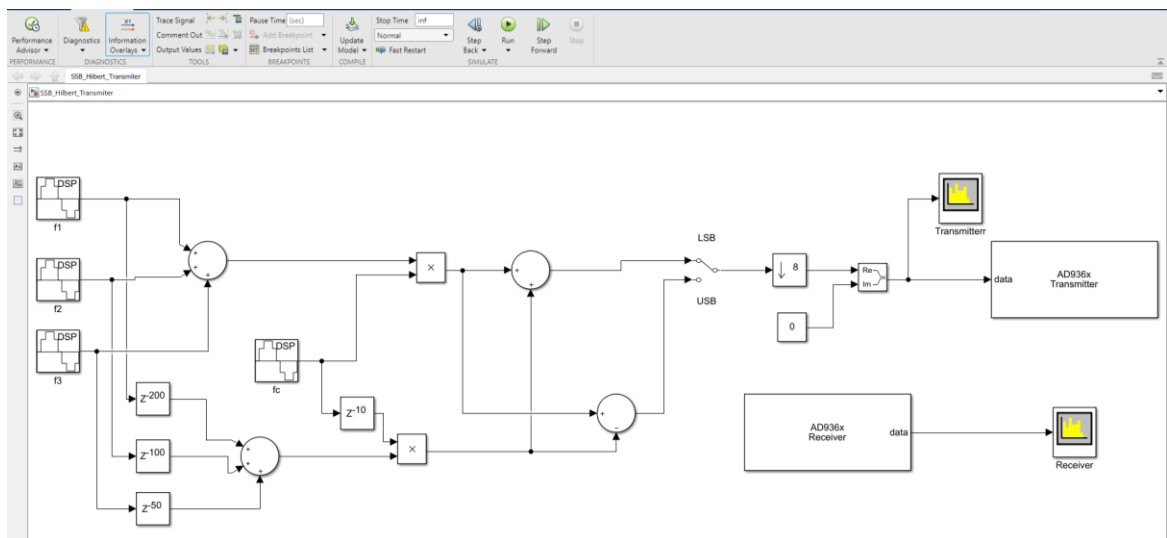 Performance Advisor
Diagnostics
Information Overlays
Trace Signal
Comment Out
Output Values
Pause Time (sec)
Add Breakpoint
Breakpoints List
Update Model
Stop Time inf
Normal
Fast Restart
Step Back
Run
Step Forward
Stop
PERFORMANCE
DIAGNOSTICS
TOOLS
BREAKPOINTS
COMPILE
SIMULATE
SSB_Hilbert_Transmiter
SSB_Hilbert_Transmiter
DSP
f1
DSP
f2
DSP
f3
Z-200
Z-100
Z-50
+
+
+
+
+
+
DSP
fc
Z-10
×
×
+
+
+
−
LSB
USB
↓ 8
0
Re
Im
Transmitterr
data
AD936x
Transmitter
AD936x
Receiver
data
Receiver